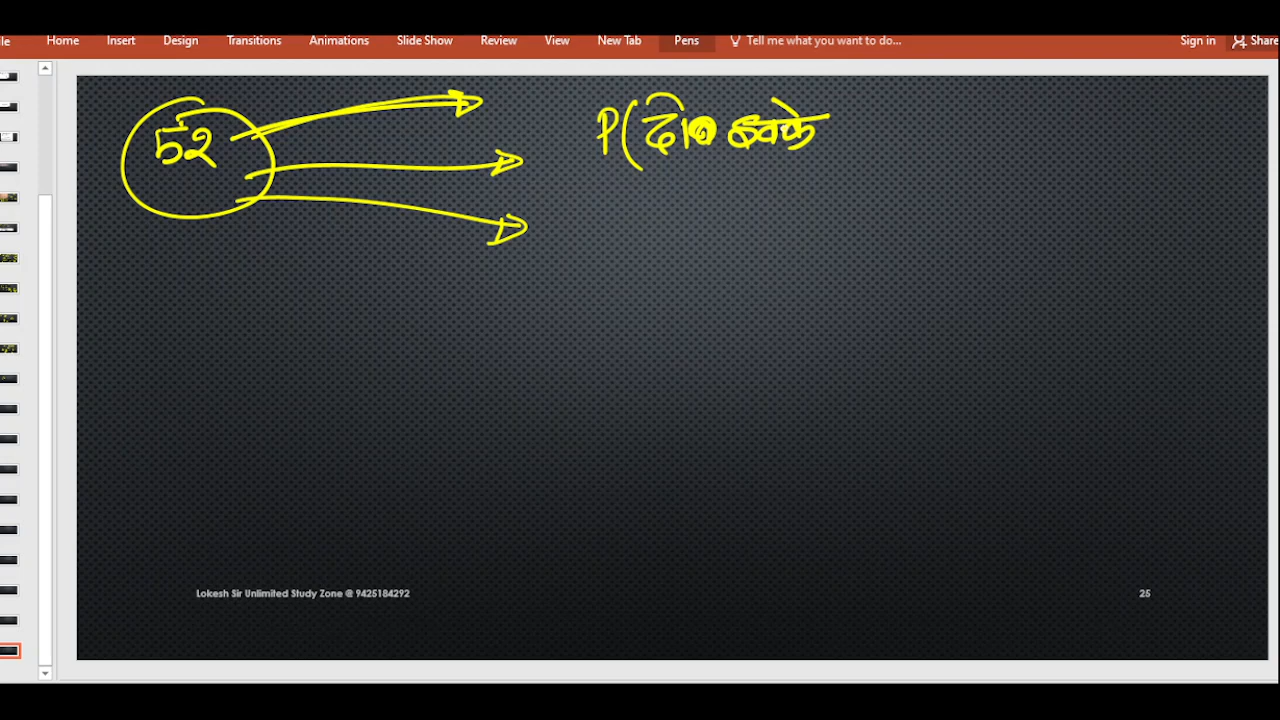 le Home Insert Design Transitions Animations Slide Show Review View New Tab Pens Tell me what you want to do... Sign in Share
52
P(दो इक्के
Lokesh Sir Unlimited Study Zone @ 9425184292
25